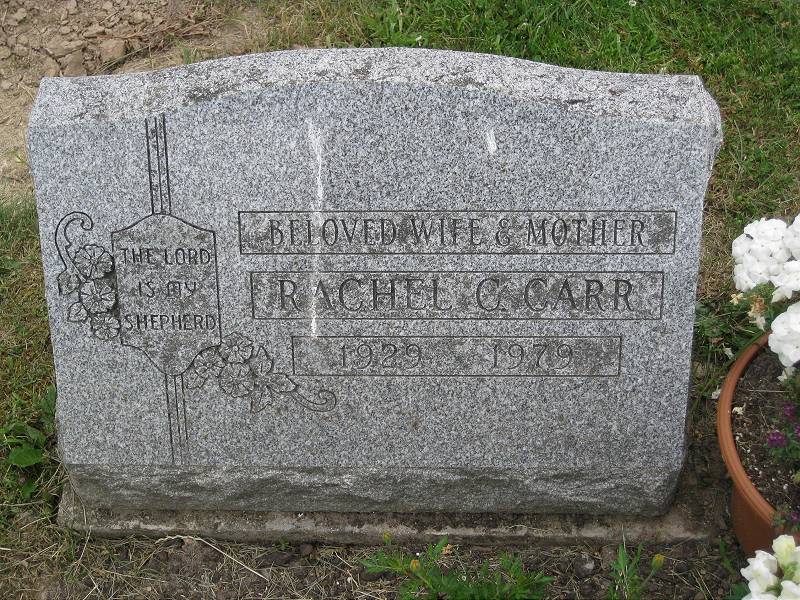 THE LORD
IS MY
SHEPHERD
BELOVED WIFE & MOTHER
RACHEL C. CARR
1929 1979